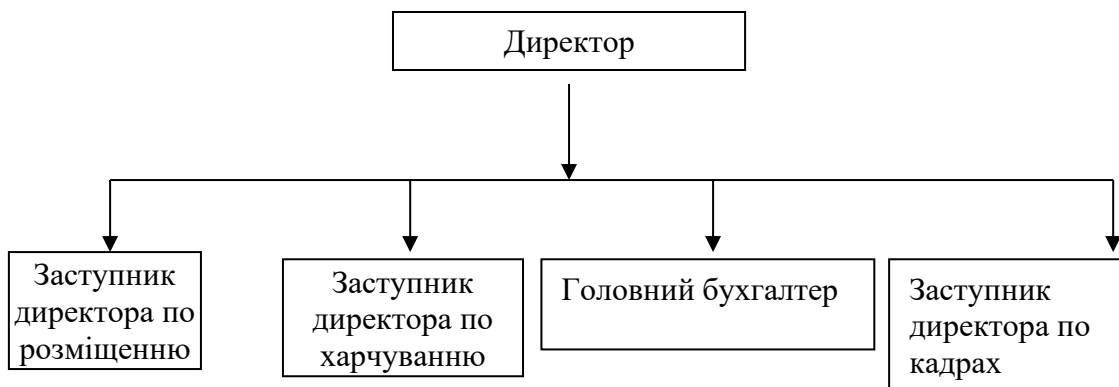 Директор
Заступник
директора по
розміщенню
Заступник
директора по
харчуванню
Головний бухгалтер
Заступник
директора по
кадрах